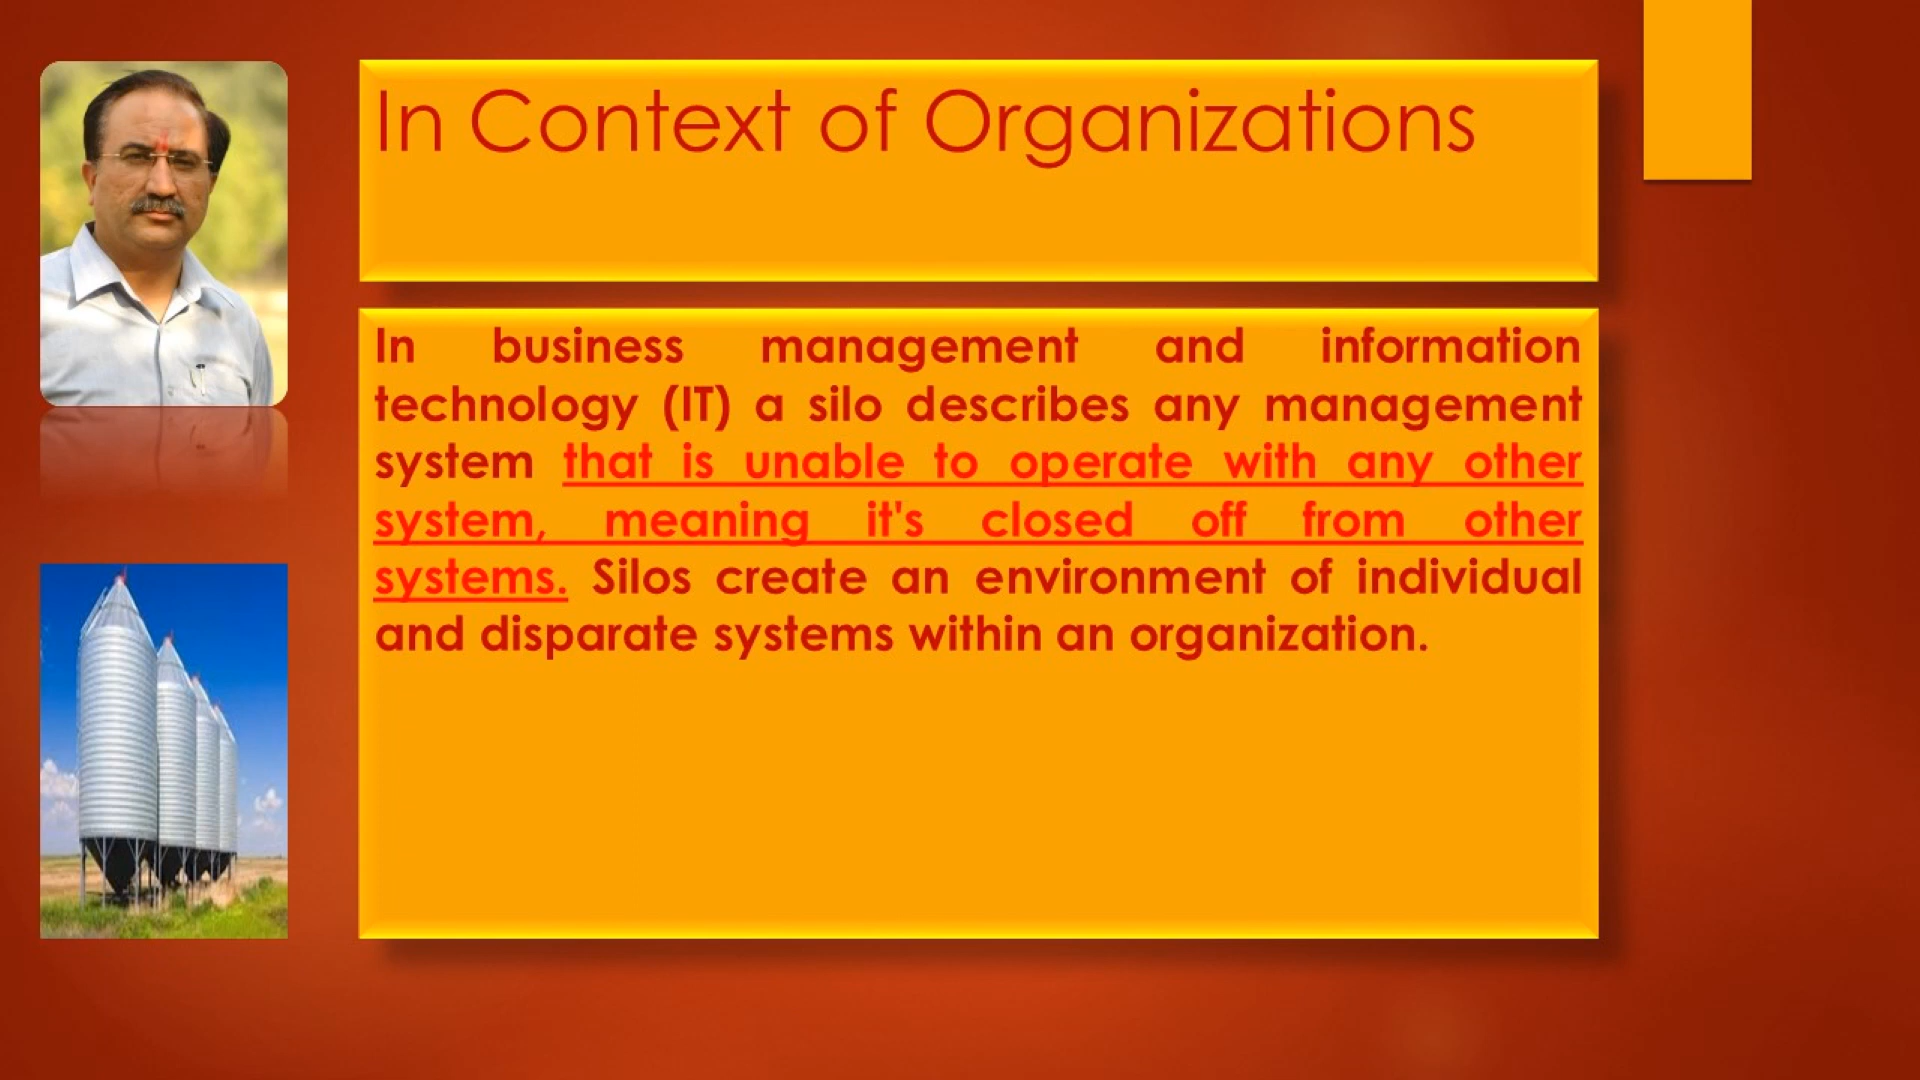 In Context of Organizations
In business management and information
technology (IT) a silo describes any management
system that is unable to operate with any other
system, meaning it's closed off from other
systems. Silos create an environment of individual
and disparate systems within an organization.